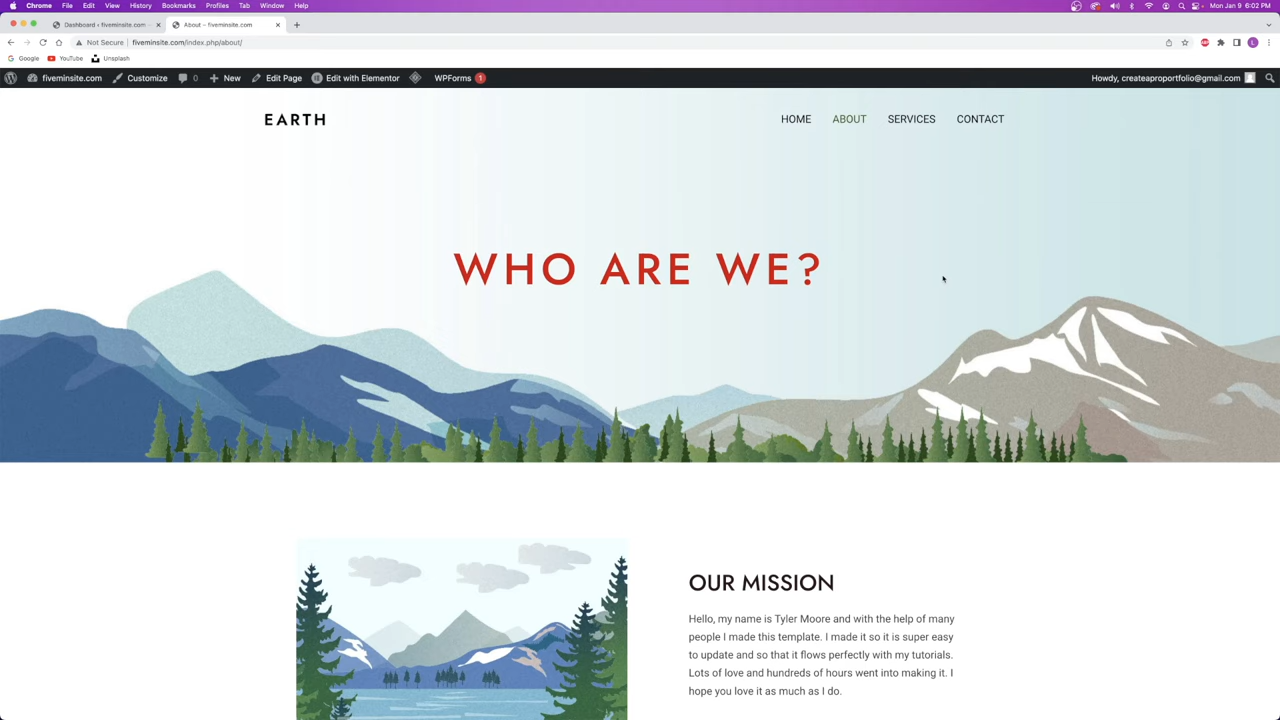 Chrome File Edit View History Bookmarks Profiles Tab Window Help Mon Jan 9 6:02 PM
Dashboard ‹ fiveminsite.com — About – fiveminsite.com
Not Secure | fiveminsite.com/index.php/about/
Google YouTube Unsplash
fiveminsite.com Customize 0 New Edit Page Edit with Elementor WPForms 1 Howdy, createaproportfolio@gmail.com
EARTH HOME ABOUT SERVICES CONTACT
WHO ARE WE?
OUR MISSION
Hello, my name is Tyler Moore and with the help of many
people I made this template. I made it so it is super easy
to update and so that it flows perfectly with my tutorials.
Lots of love and hundreds of hours went into making it. I
hope you love it as much as I do.